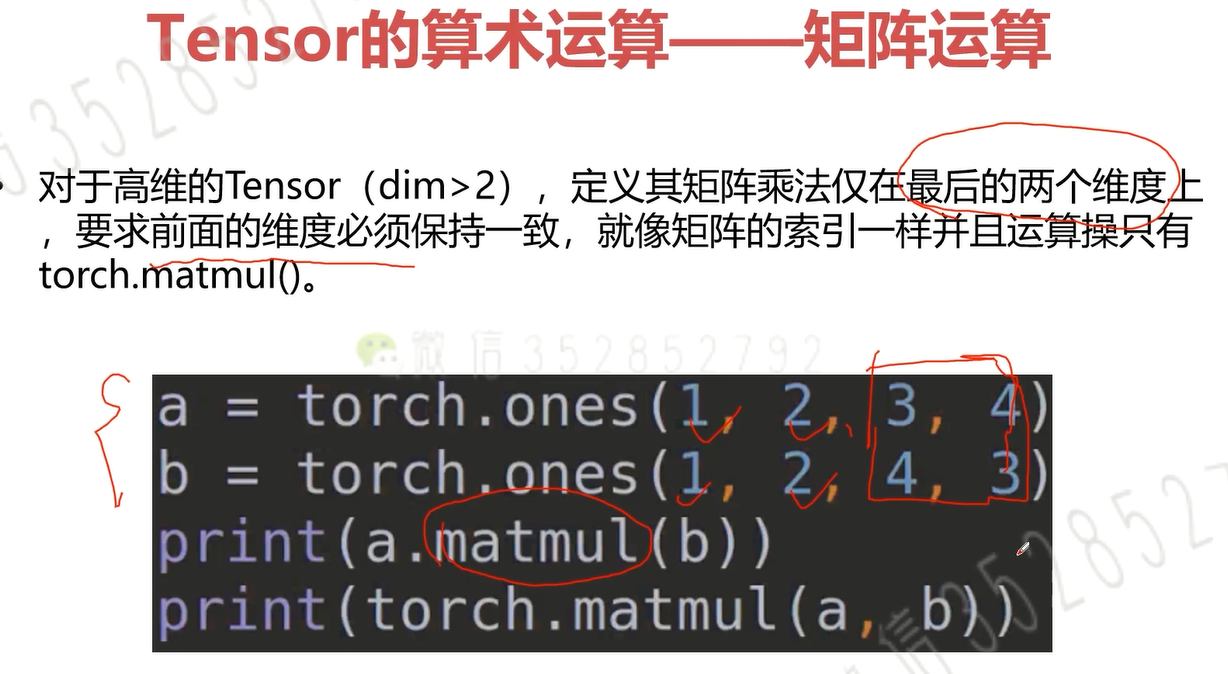 Tensor的算术运算——矩阵运算
对于高维的Tensor（dim>2），定义其矩阵乘法仅在最后的两个维度上
，要求前面的维度必须保持一致，就像矩阵的索引一样并且运算操只有
torch.matmul()。
微信352852792
a = torch.ones(1, 2, 3, 4)
b = torch.ones(1, 2, 4, 3)
print(a.matmul(b))
print(torch.matmul(a, b))